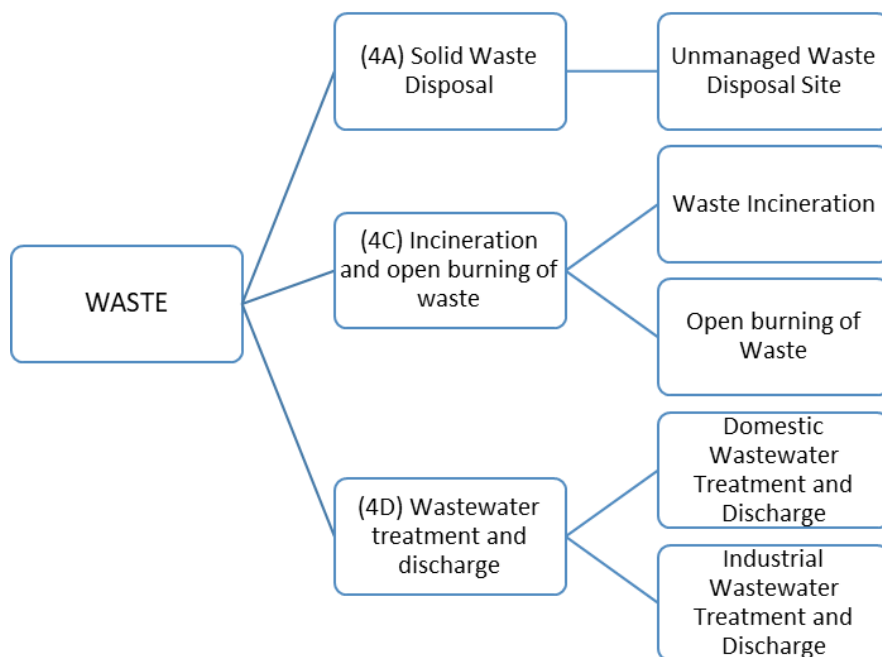 WASTE
(4A) Solid Waste
Disposal
Unmanaged Waste
Disposal Site
(4C) Incineration
and open burning of
waste
Waste Incineration
Open burning of
Waste
(4D) Wastewater
treatment and
discharge
Domestic
Wastewater
Treatment and
Discharge
Industrial
Wastewater
Treatment and
Discharge